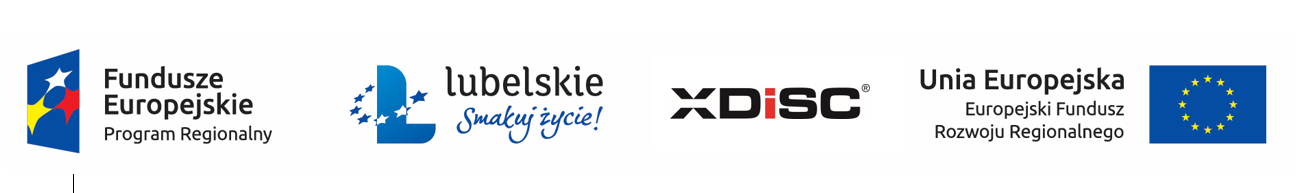 Fundusze
Europejskie
Program Regionalny
lubelskie
Smakuj życie!
XDiSC®
Unia Europejska
Europejski Fundusz
Rozwoju Regionalnego